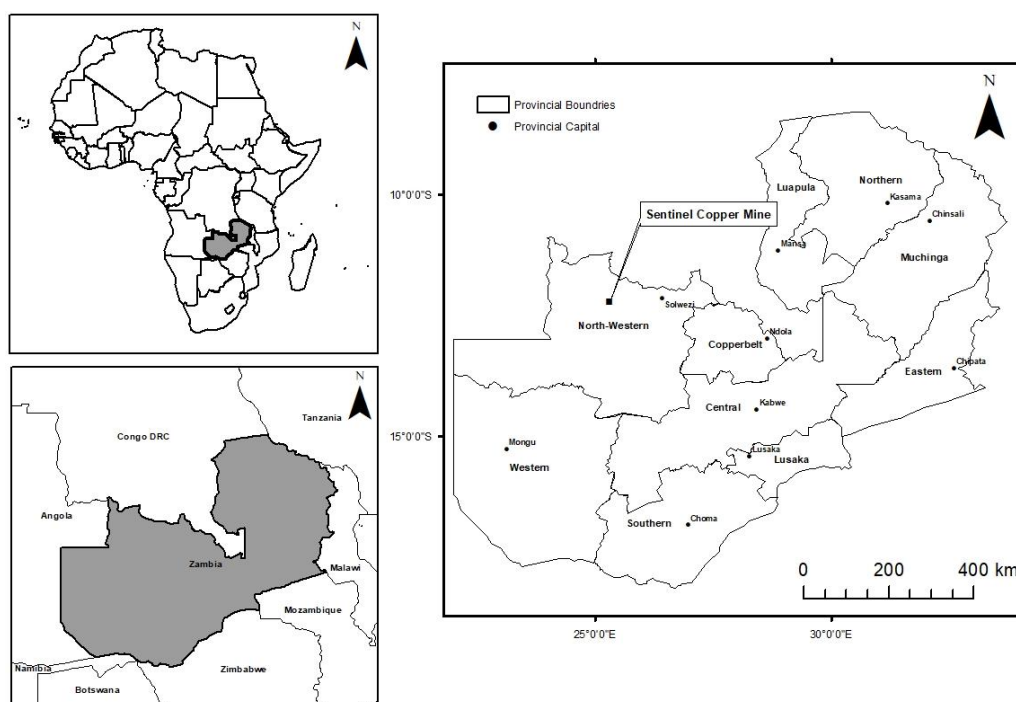 N
N
Tanzania
Congo DRC
Angola
Zambia
Malawi
Mozambique
Namibia
Zimbabwe
Botswana
N
Provincial Boundries
Provincial Capital
10°0'0"S
15°0'0"S
25°0'0"E
30°0'0"E
Luapula
Northern
Kasama
Chinsali
Sentinel Copper Mine
Mansa
Muchinga
Solwezi
North-Western
Ndola
Copperbelt
Eastern
Chipata
Central
Kabwe
Mongu
Western
Lusaka
Lusaka
Southern
Choma
0 200 400 km